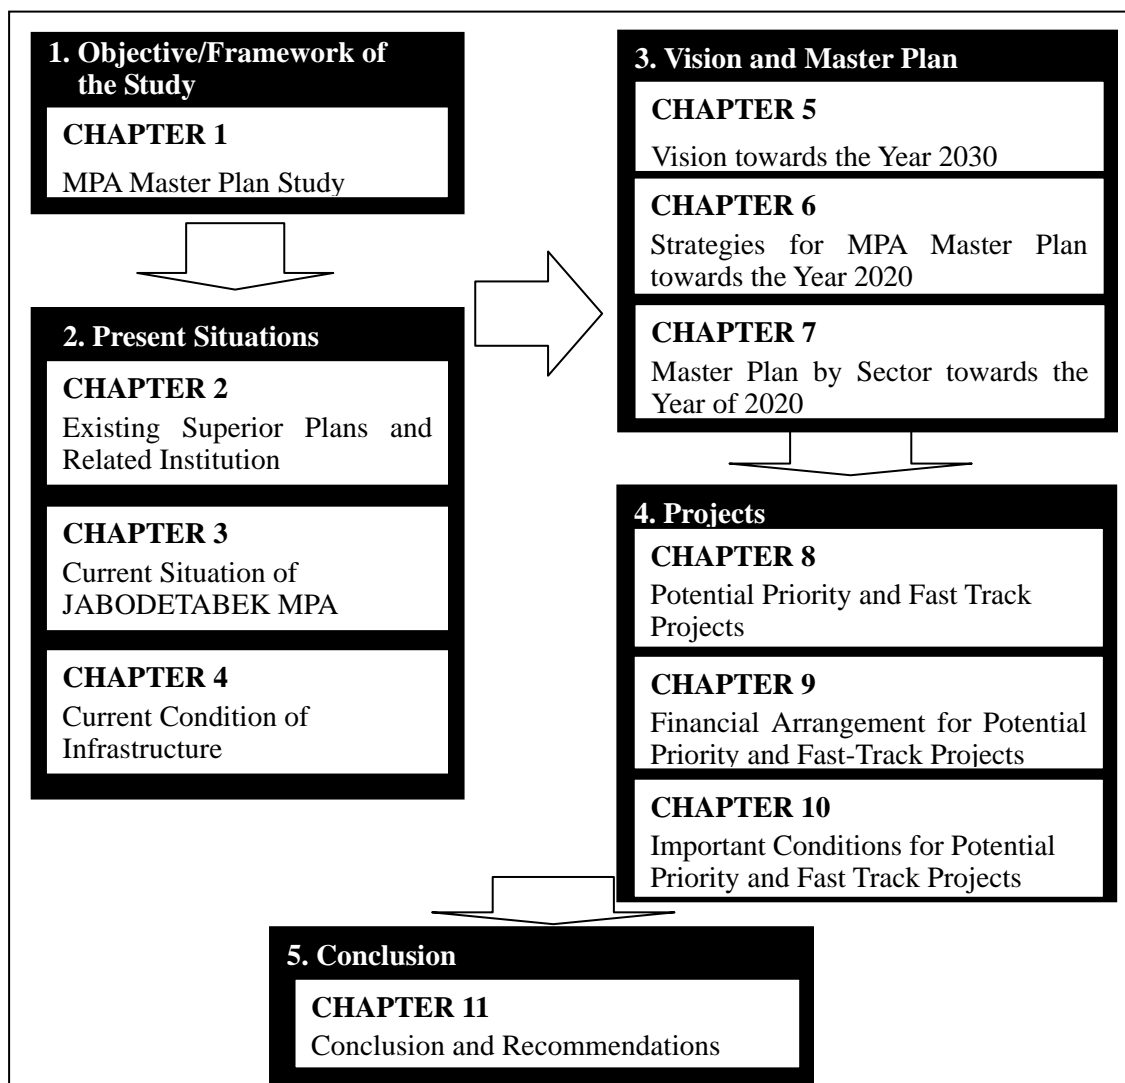 1. Objective/Framework of
the Study
CHAPTER 1
MPA Master Plan Study
2. Present Situations
CHAPTER 2
Existing Superior Plans and
Related Institution
CHAPTER 3
Current Situation of
JABODETABEK MPA
CHAPTER 4
Current Condition of
Infrastructure
3. Vision and Master Plan
CHAPTER 5
Vision towards the Year 2030
CHAPTER 6
Strategies for MPA Master Plan
towards the Year 2020
CHAPTER 7
Master Plan by Sector towards the
Year of 2020
4. Projects
CHAPTER 8
Potential Priority and Fast Track
Projects
CHAPTER 9
Financial Arrangement for Potential
Priority and Fast-Track Projects
CHAPTER 10
Important Conditions for Potential
Priority and Fast Track Projects
5. Conclusion
CHAPTER 11
Conclusion and Recommendations